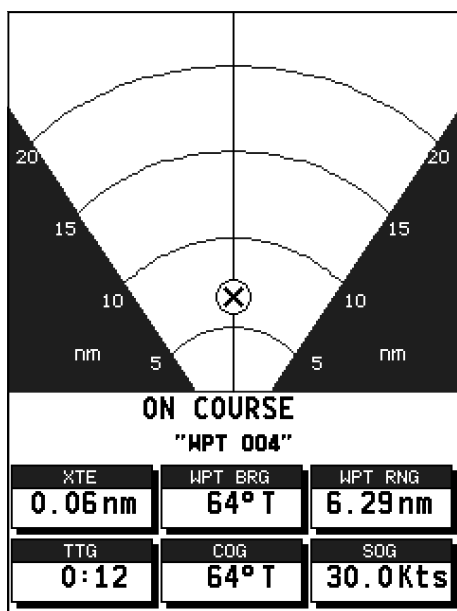 20 20
15 15
10 10
nm nm
5 5
ON COURSE
"WPT 004"
XTE WPT BRG WPT RNG
0.06nm 64°T 6.29nm
TTG COG SOG
0:12 64°T 30.0Kts